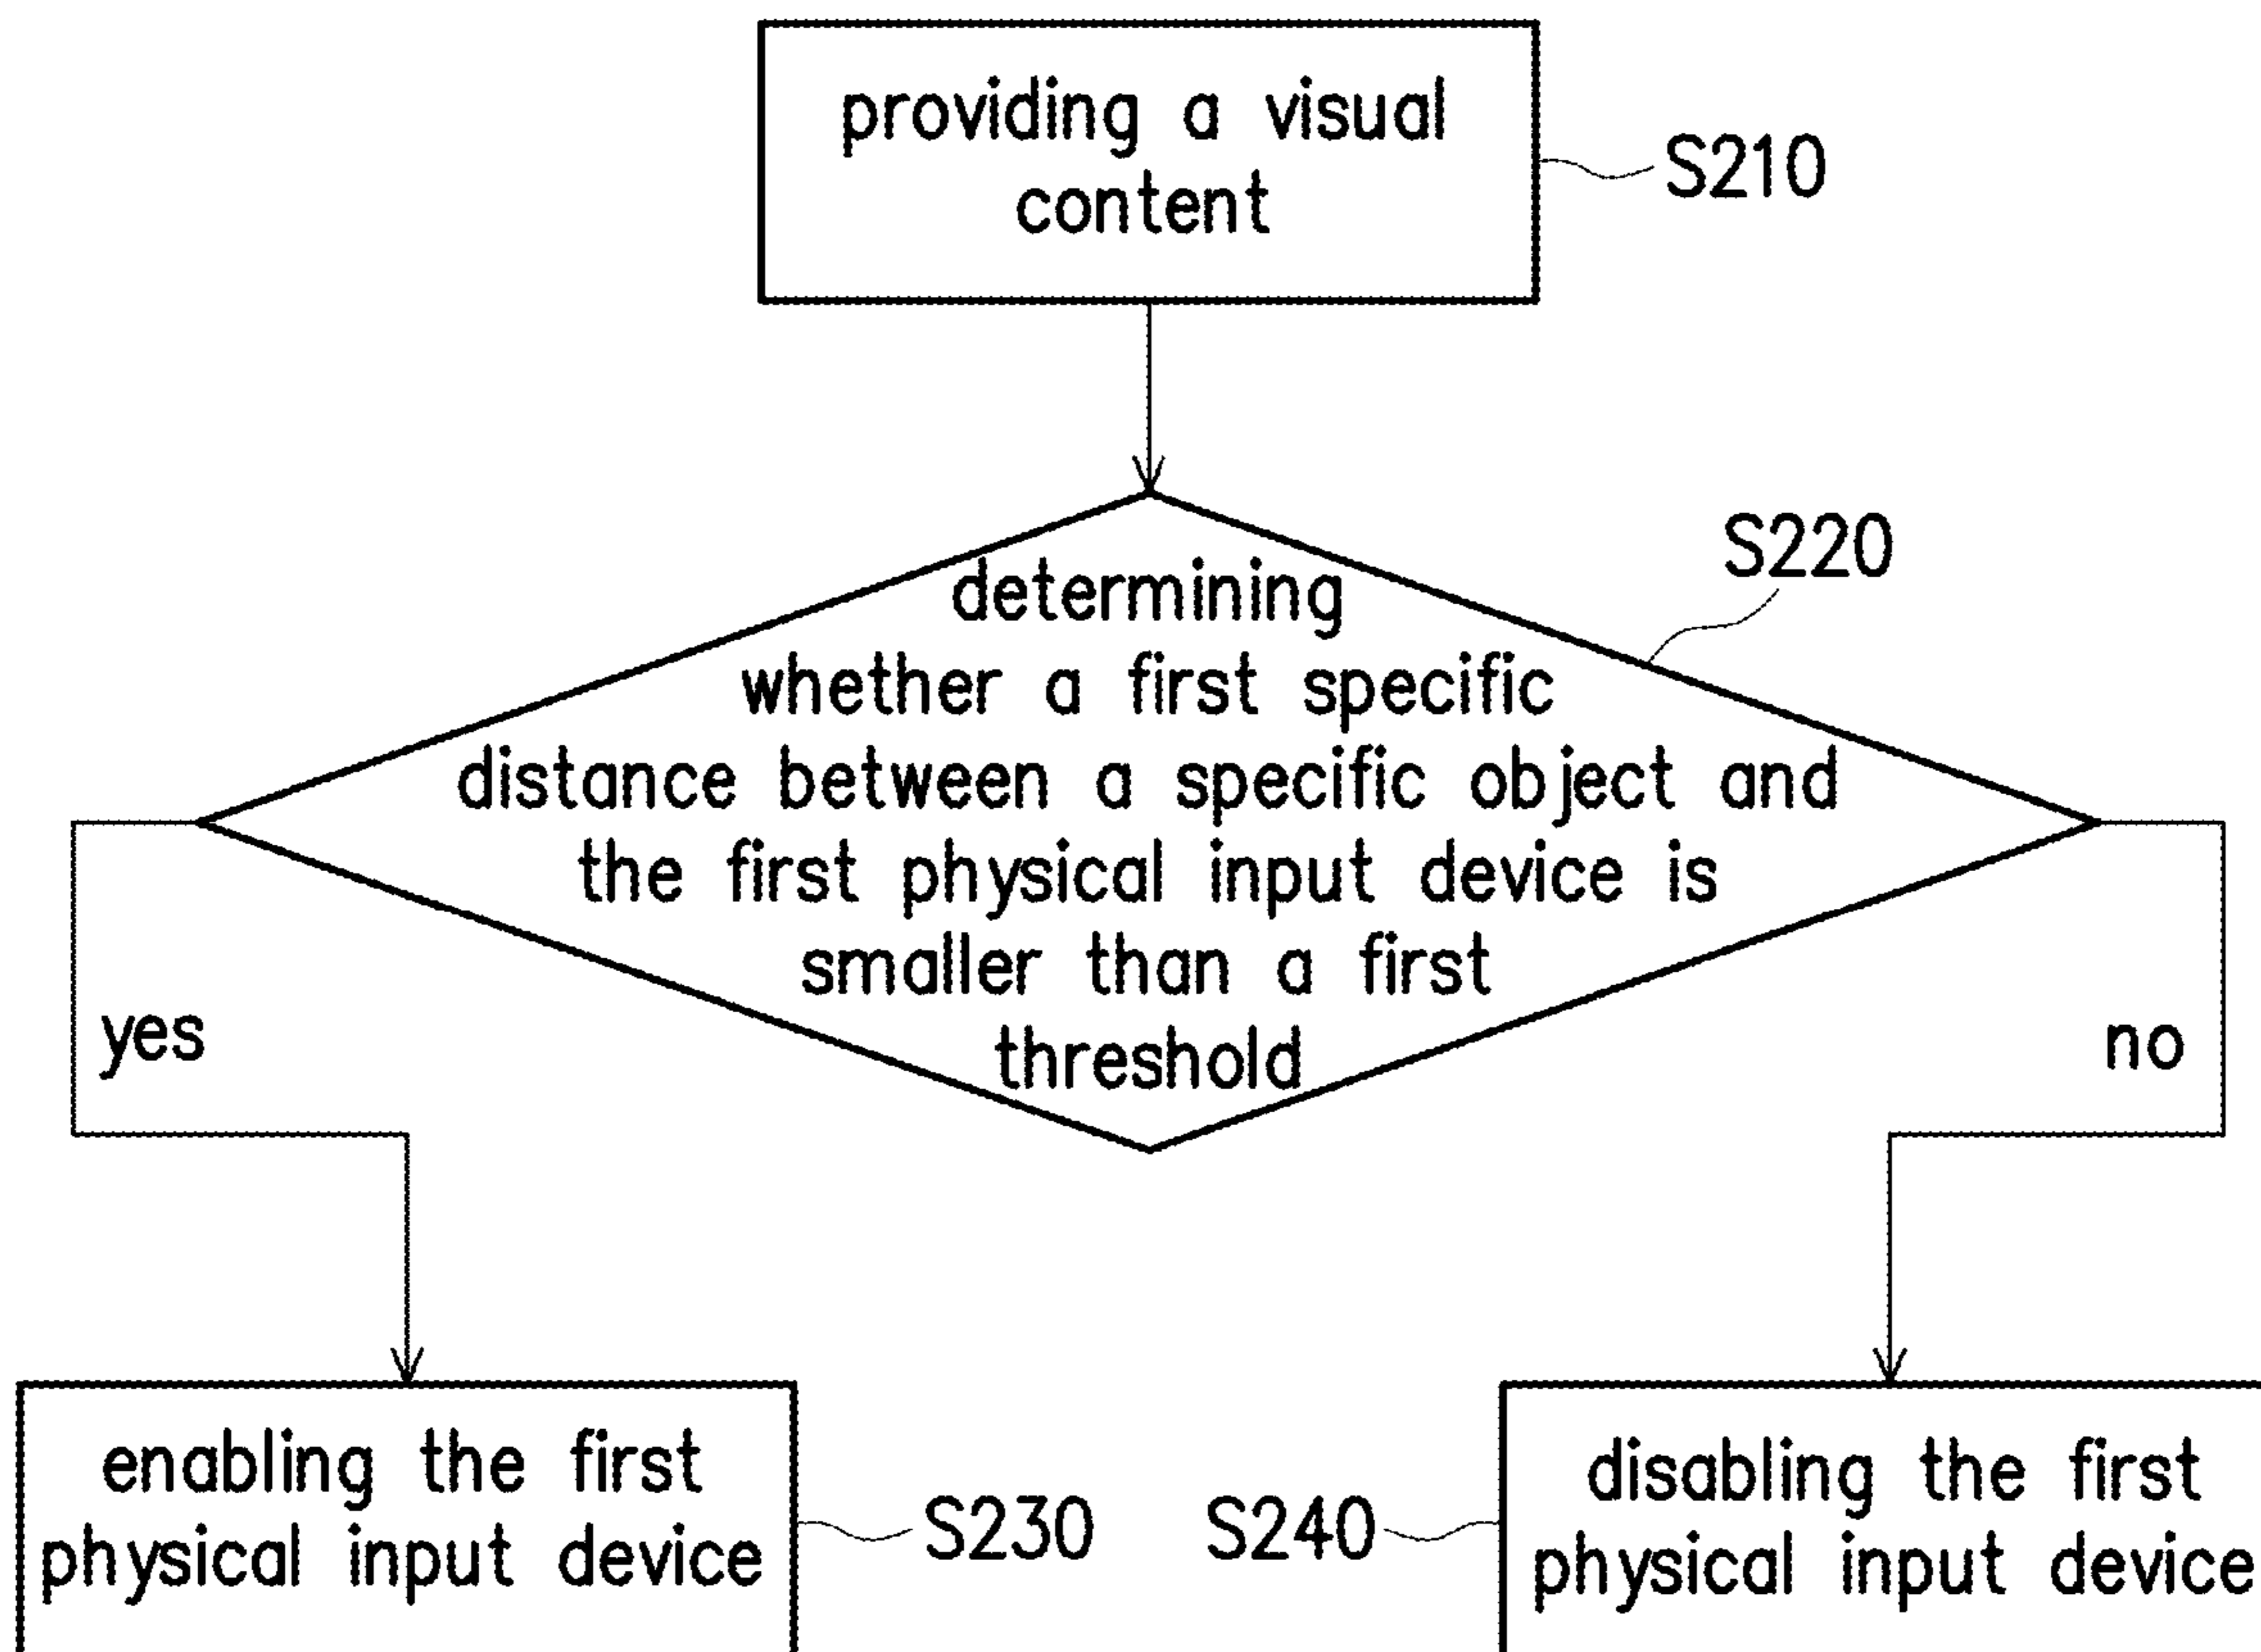 providing a visual
content
S210
S220
determining
whether a first specific
distance between a specific object and
the first physical input device is
smaller than a first
threshold
yes
no
enabling the first
physical input device
S230
S240
disabling the first
physical input device